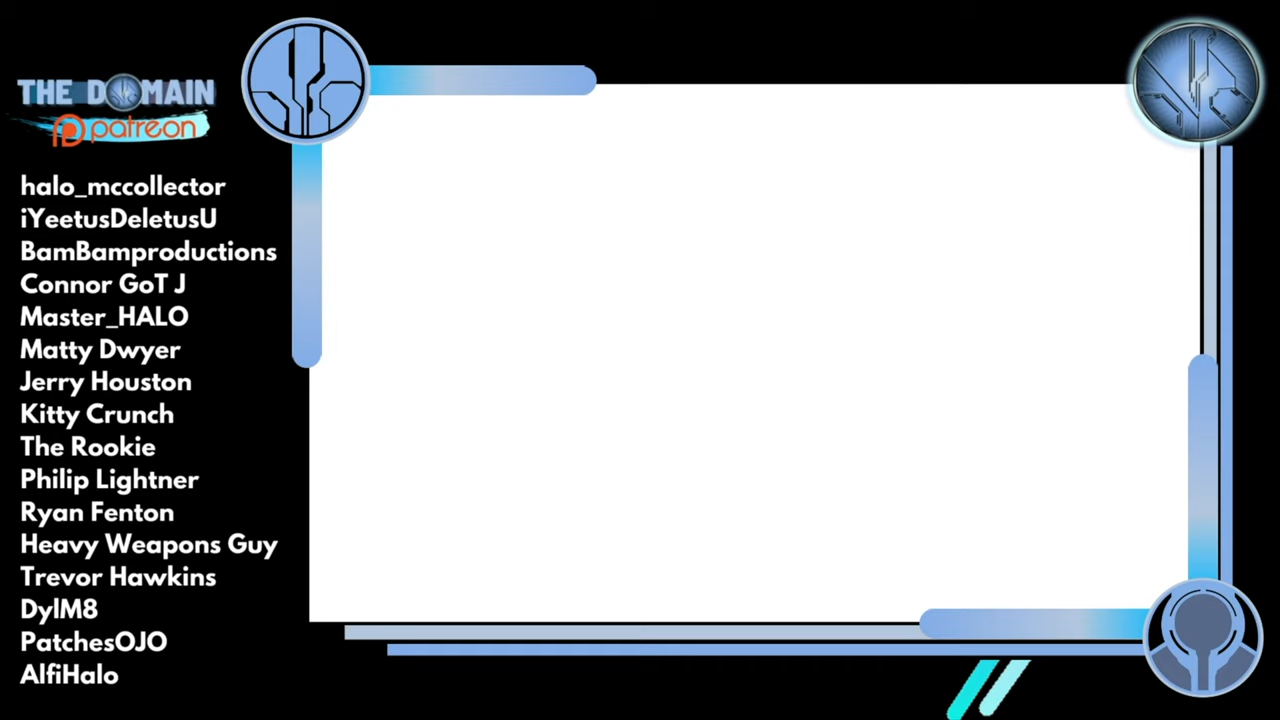 THE DOMAIN
patreon
halo_mccollector
iYeetusDeletusU
BamBamproductions
Connor GoT J
Master_HALO
Matty Dwyer
Jerry Houston
Kitty Crunch
The Rookie
Philip Lightner
Ryan Fenton
Heavy Weapons Guy
Trevor Hawkins
DylM8
PatchesOJO
AlfiHalo